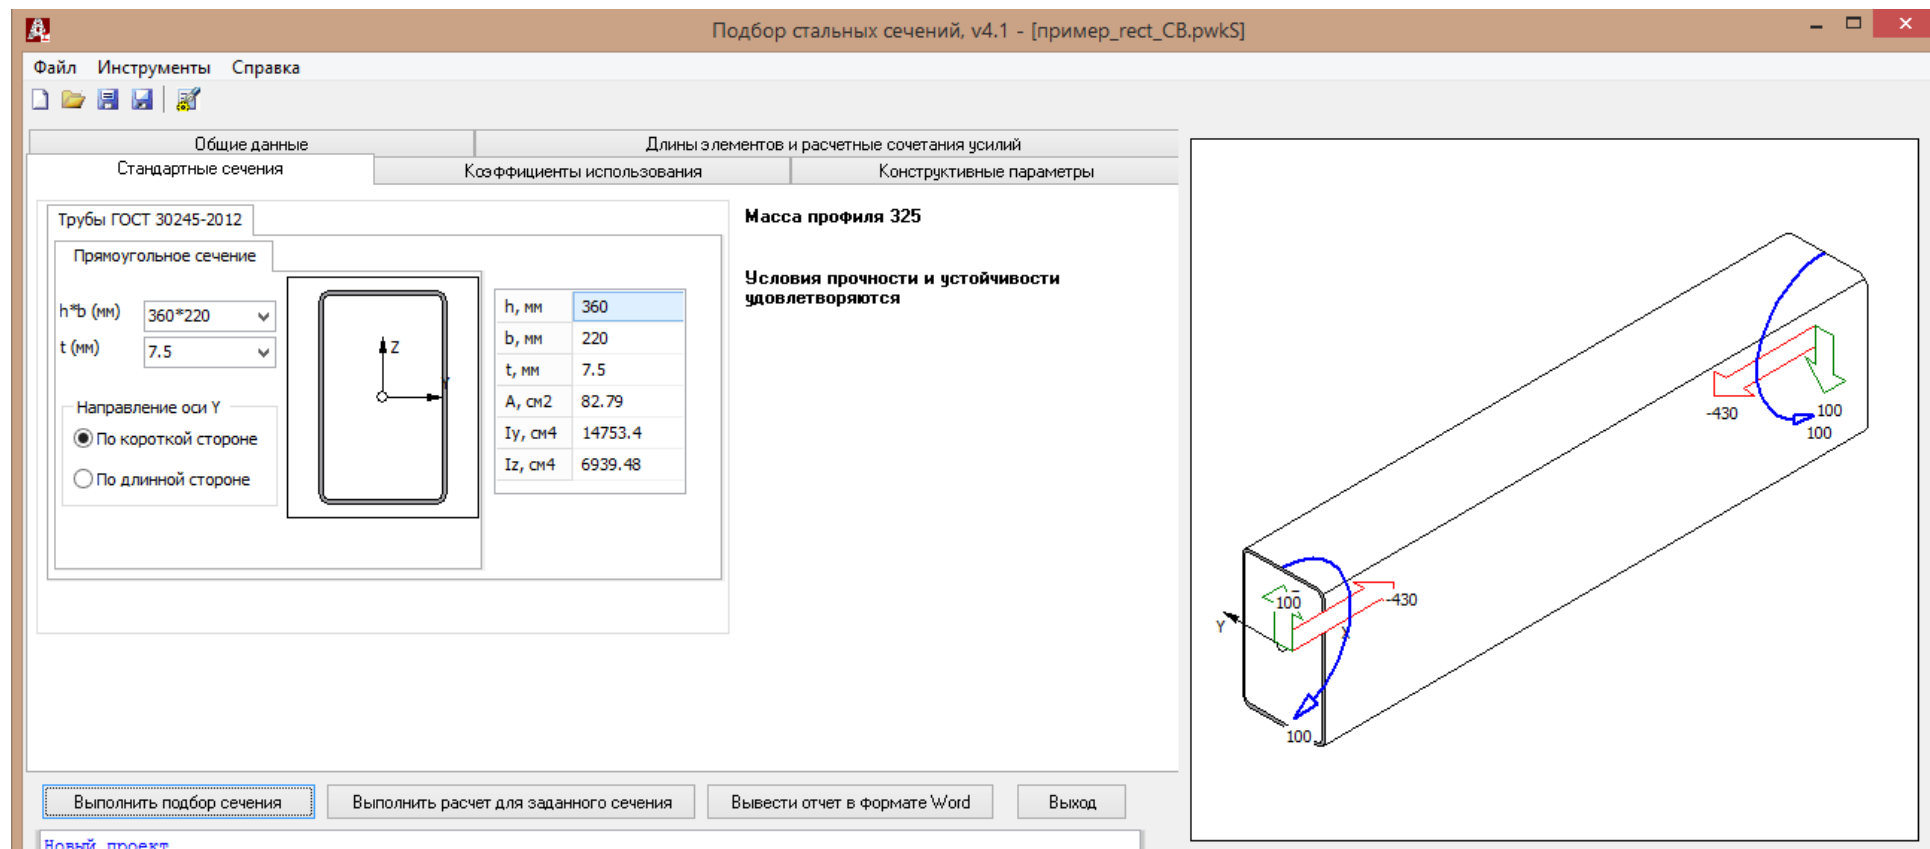 Подбор стальных сечений, v4.1 - [пример_rect_СВ.pwkS]
Файл Инструменты Справка
Общие данные
Длины элементов и расчетные сочетания усилий
Стандартные сечения
Коэффициенты использования
Конструктивные параметры
Трубы ГОСТ 30245-2012
Прямоугольное сечение
h*b (мм) 360*220
t (мм) 7.5
Направление оси Y
По короткой стороне
По длинной стороне
Z
Y
h, мм 360
b, мм 220
t, мм 7.5
A, см2 82.79
Iy, см4 14753.4
Iz, см4 6939.48
Масса профиля 325
Условия прочности и устойчивости
удовлетворяются
-430
100
100
100
-430
Y
100
Выполнить подбор сечения
Выполнить расчет для заданного сечения
Вывести отчет в формате Word
Выход
Новый проект